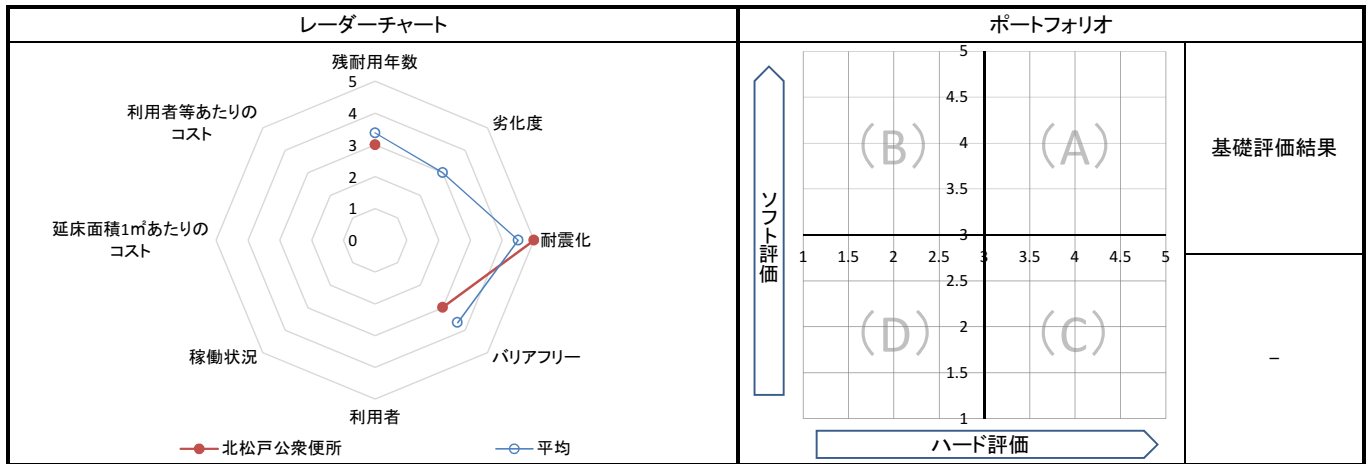 レーダーチャート
残耐用年数
5
4
3
2
1
0
劣化度
耐震化
バリアフリー
利用者
稼働状況
延床面積1㎡あたりの
コスト
利用者等あたりの
コスト
北松戸公衆便所
平均
ポートフォリオ
ソフト評価
5
4.5
4
3.5
3
2.5
2
1.5
1
1 1.5 2 2.5 3 3.5 4 4.5 5
(B)
(A)
(D)
(C)
ハード評価
基礎評価結果
－